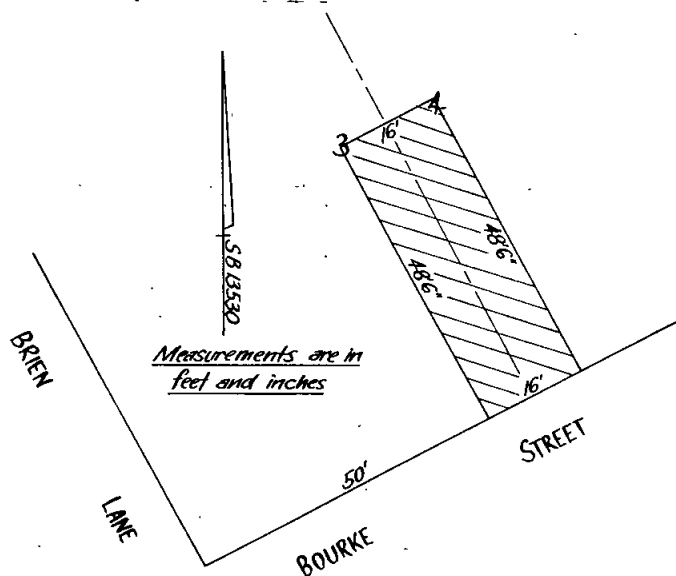 4
3
16'
48'6"
48'6"
SB 13530
Measurements are in
feet and inches
BRIEN
LANE
16'
STREET
50'
BOURKE